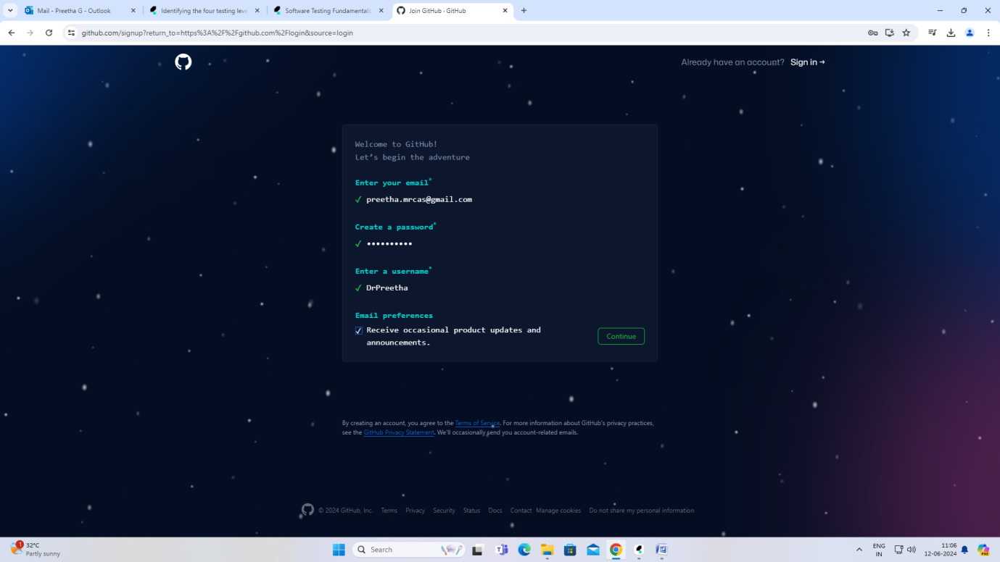 Mail - Preetha G - Outlook
Identifying the four testing leve
Software Testing Fundamentals
Join GitHub · GitHub
github.com/signup?return_to=https%3A%2F%2Fgithub.com%2Flogin&source=login
Already have an account? Sign in →
Welcome to GitHub!
Let's begin the adventure
Enter your email*
✓ preetha.mrcas@gmail.com
Create a password*
✓ ••••••••••
Enter a username*
✓ DrPreetha
Email preferences
Receive occasional product updates and
announcements.
Continue
By creating an account, you agree to the Terms of Service. For more information about GitHub's privacy practices,
see the GitHub Privacy Statement. We'll occasionally send you account-related emails.
© 2024 GitHub, Inc. Terms Privacy Security Status Docs Contact Manage cookies Do not share my personal information
1
32°C
Partly sunny
Search
ENG
IN
11:06
12-06-2024
PRE